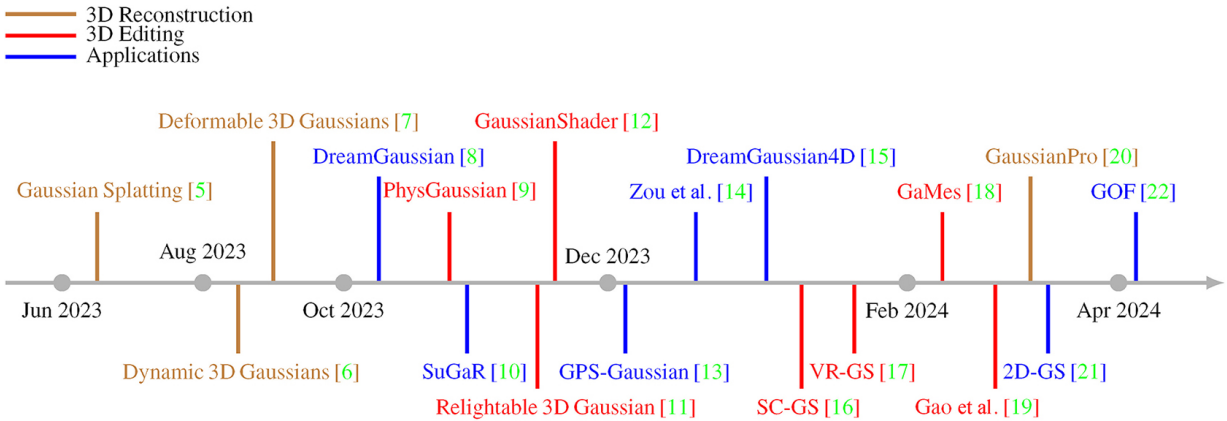 3D Reconstruction
3D Editing
Applications
Deformable 3D Gaussians [7]
GaussianShader [12]
DreamGaussian [8]
DreamGaussian4D [15]
GaussianPro [20]
Gaussian Splatting [5]
PhysGaussian [9]
Zou et al. [14]
GaMes [18]
GOF [22]
Aug 2023
Dec 2023
Jun 2023
Oct 2023
Feb 2024
Apr 2024
Dynamic 3D Gaussians [6]
SuGaR [10]
GPS-Gaussian [13]
VR-GS [17]
2D-GS [21]
Relightable 3D Gaussian [11]
SC-GS [16]
Gao et al. [19]